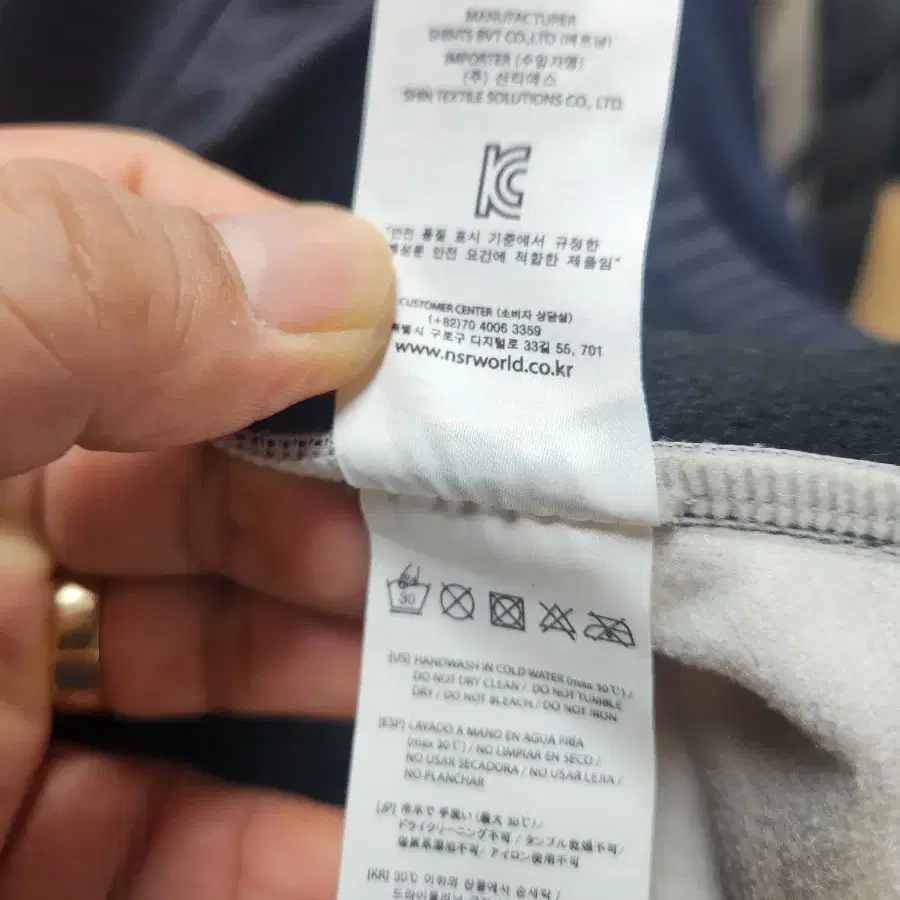 MANUFACTURER
SHINTS BVT CO.,LTD (베트남)
IMPORTER (수입자명)
(주) 신티에스
SHIN TEXTILE SOLUTIONS CO., LTD.
KC
"안전 품질 표시 기준에서 규정한
안전 요건에 적합한 제품임"
CUSTOMER CENTER (소비자 상담실)
(+82)70 4006 3359
특별시 구로구 디지털로 33길 55, 701
www.nsrworld.co.kr
30
[US] HANDWASH IN COLD WATER (max 30℃) /
DO NOT DRY CLEAN / DO NOT TUMBLE
DRY / DO NOT BLEACH / DO NOT IRON
[ESP] LAVADO A MANO EN AGUA FRÍA
(max 30℃) / NO LIMPIAR EN SECO /
NO USAR SECADORA / NO USAR LEJIA /
NO PLANCHAR
[JP] 冷水で手洗い (最大 30℃) /
ドライクリーニング不可 / タンブル乾燥不可 /
塩素系漂白不可 / アイロン使用不可
[KR] 30℃ 이하의 찬물에서 손세탁 /